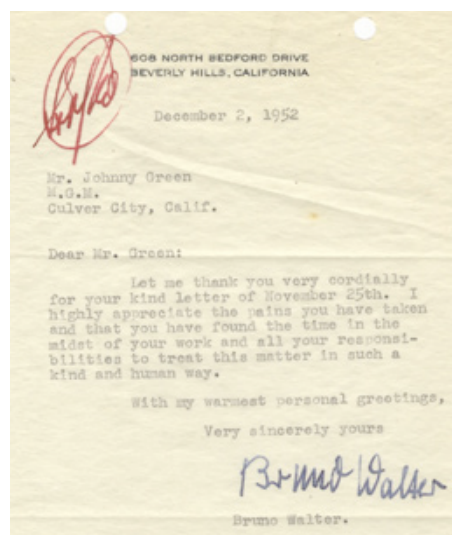 608 NORTH BEDFORD DRIVE
BEVERLY HILLS, CALIFORNIA
December 2, 1952
Mr. Johnny Green
M.G.M.
Culver City, Calif.
Dear Mr. Green:
Let me thank you very cordially
for your kind letter of November 25th. I
highly appreciate the pains you have taken
and that you have found the time in the
midst of your work and all your responsi-
bilities to treat this matter in such a
kind and human way.
With my warmest personal greetings,
Very sincerely yours
Bruno Walter
Bruno Walter.